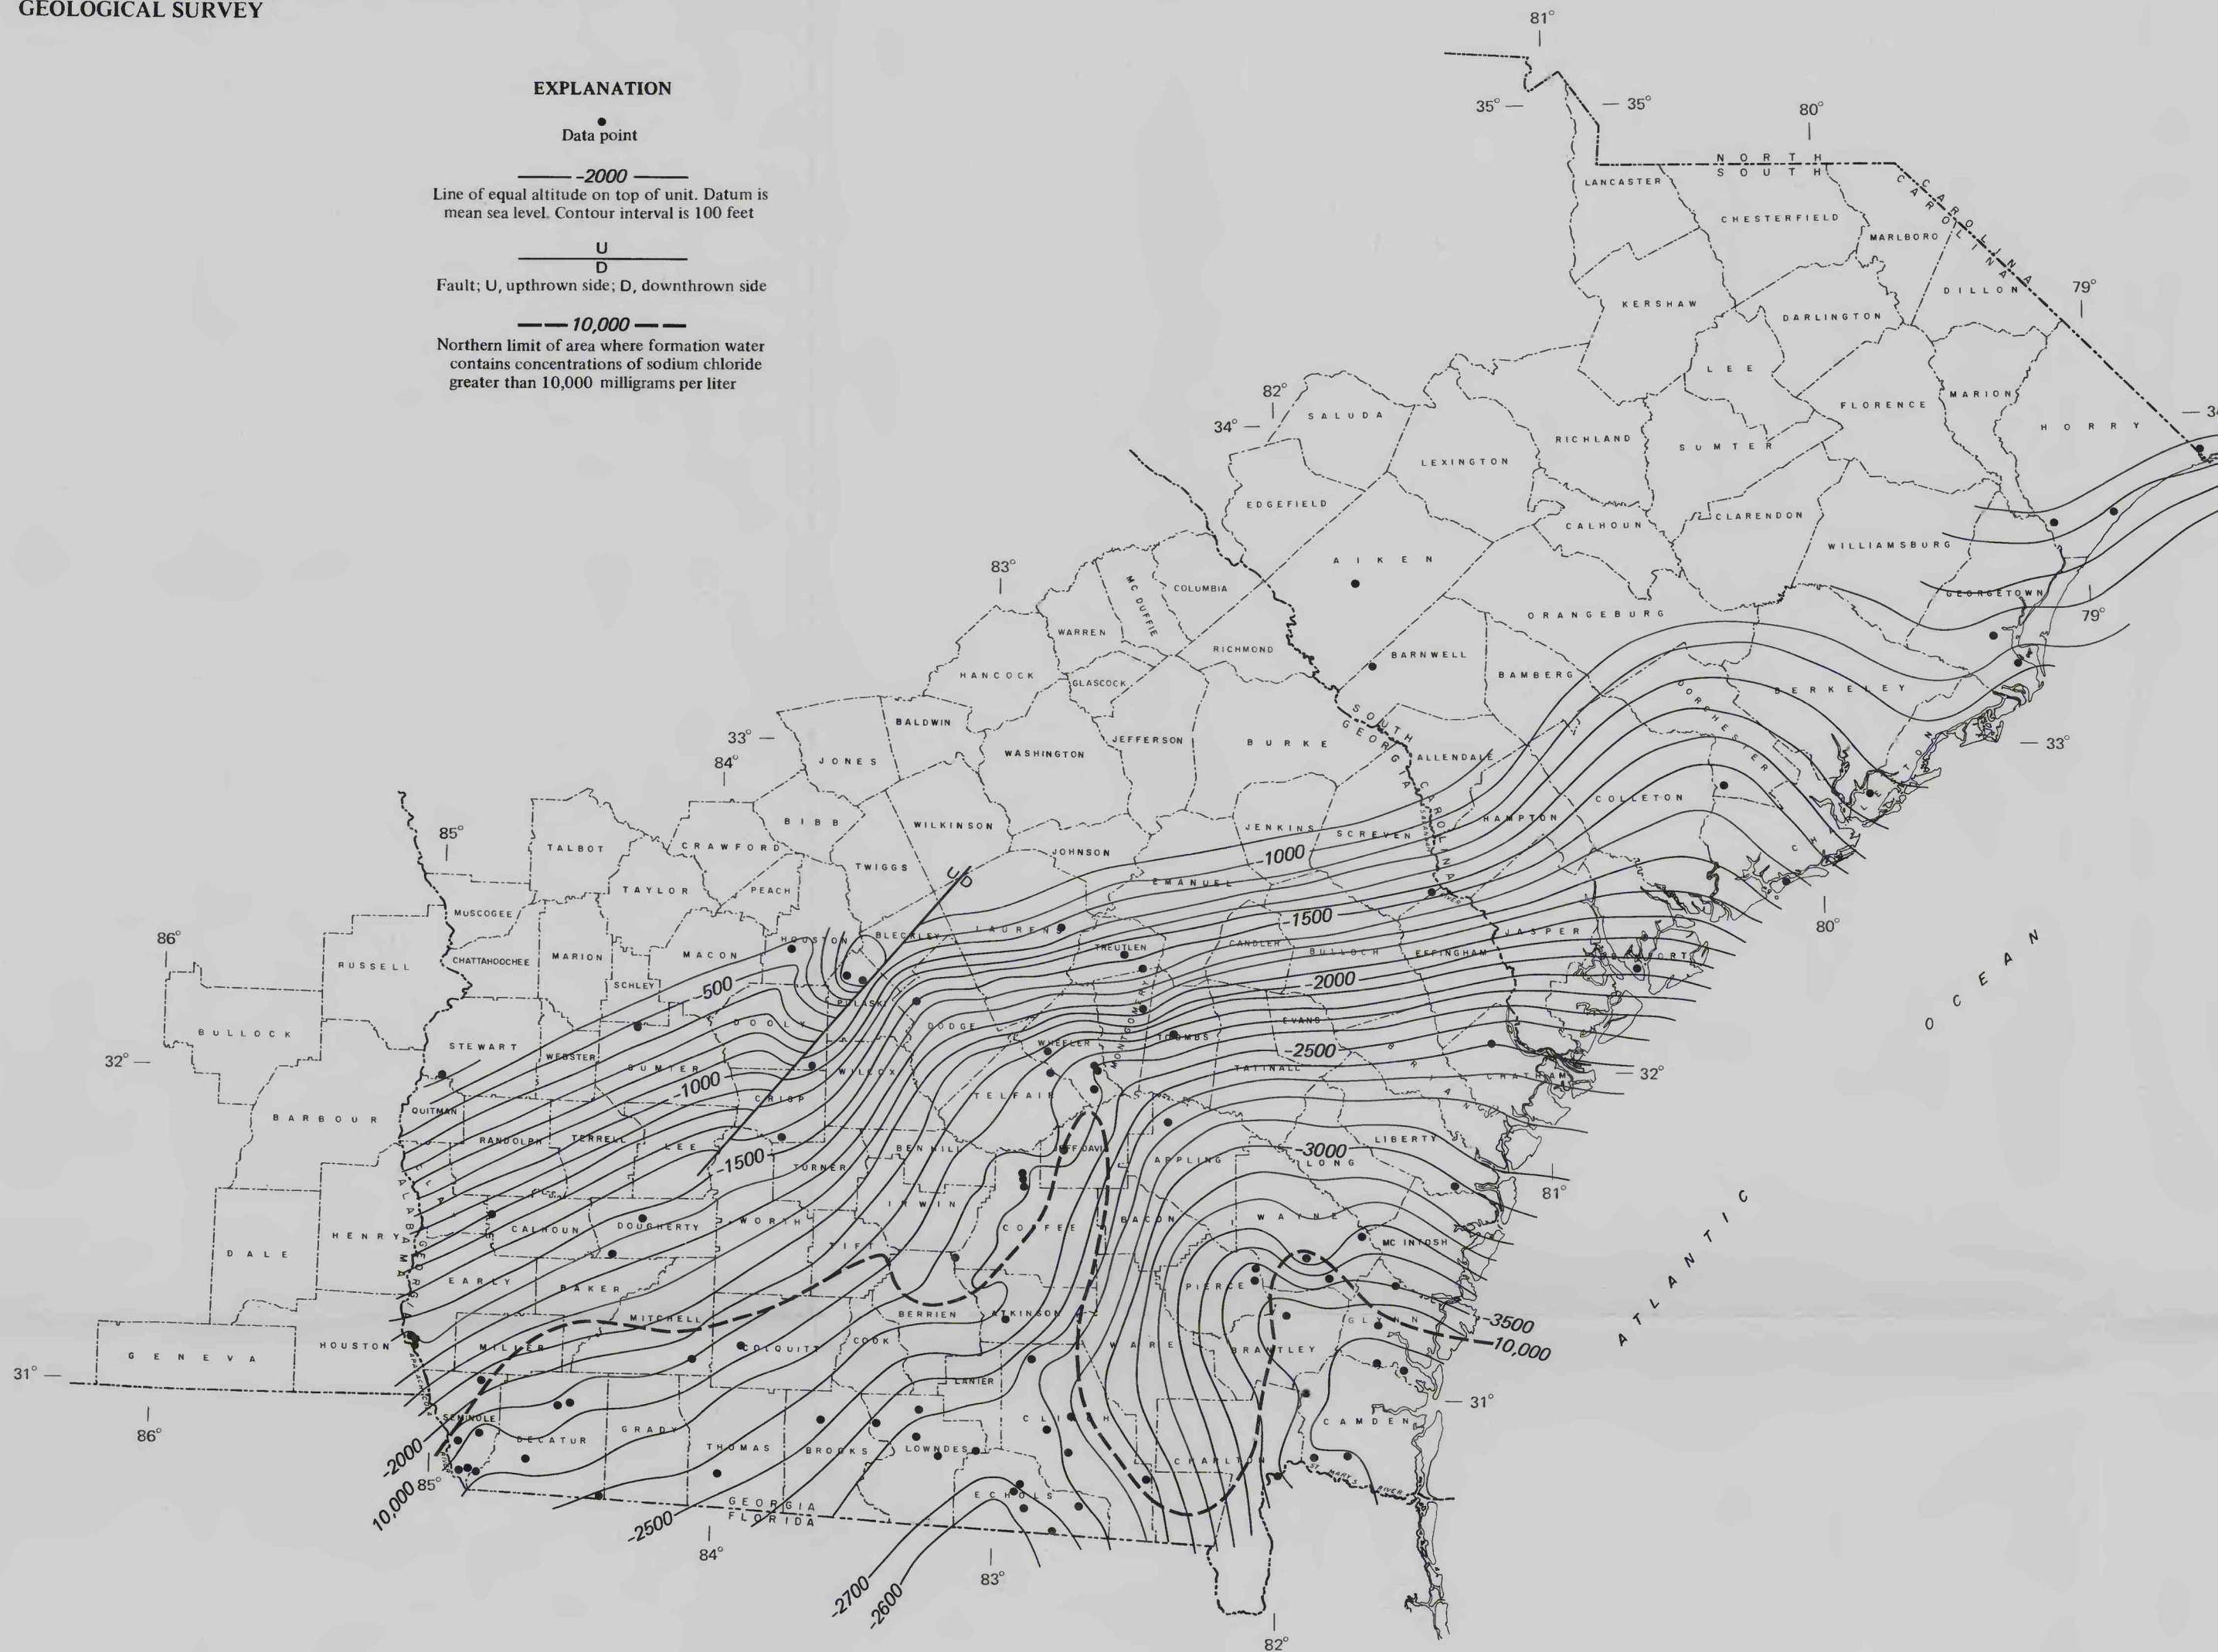 GEOLOGICAL SURVEY
EXPLANATION
Data point
-2000
Line of equal altitude on top of unit. Datum is
mean sea level. Contour interval is 100 feet
U
D
Fault; U, upthrown side; D, downthrown side
10,000
Northern limit of area where formation water
contains concentrations of sodium chloride
greater than 10,000 milligrams per liter
81°
35°
35°
80°
NORTH
SOUTH
CAROLINA
CAROLINA
LANCASTER
CHESTERFIELD
MARLBORO
DILLON
79°
KERSHAW
DARLINGTON
LEE
82°
34°
SALUDA
FLORENCE
MARION
HORRY
RICHLAND
SUMTER
LEXINGTON
EDGEFIELD
CALHOUN
CLARENDON
WILLIAMSBURG
AIKEN
83°
MC DUFFIE
COLUMBIA
GEORGETOWN
79°
ORANGEBURG
WARREN
RICHMOND
BARNWELL
HANCOCK
GLASCOCK
BAMBERG
BERKELEY
DORCHESTER
BALDWIN
SOUTH CAROLINA
GEORGIA
33°
JONES
WASHINGTON
JEFFERSON
BURKE
ALLENDALE
33°
84°
COLLETON
85°
BIBB
WILKINSON
JENKINS
SCREVEN
HAMPTON
TALBOT
CRAWFORD
TWIGGS
JOHNSON
-1000
TAYLOR
PEACH
U
D
EMANUEL
MUSCOGEE
-1500
80°
86°
HOUSTON
BLECKLEY
LAURENS
JASPER
RUSSELL
CHATTAHOOCHEE
MARION
MACON
TREUTLEN
CANDLER
BULLOCH
EFFINGHAM
BEAUFORT
SCHLEY
-500
-2000
PULASKI
BULLOCK
DOOLY
DODGE
EVANS
STEWART
WEBSTER
WHEELER
MONTGOMERY
TOOMBS
-2500
32°
SUMTER
WILCOX
TATTNALL
BRYAN
CHATHAM
32°
-1000
CRISP
TELFAIR
BARBOUR
QUITMAN
RANDOLPH
TERRELL
LEE
-1500
TURNER
BEN HILL
JEFF DAVIS
APPLING
-3000
LONG
LIBERTY
81°
CLAY
CALHOUN
DOUGHERTY
WORTH
IRWIN
COFFEE
BACON
WAYNE
ALABAMA
GEORGIA
HENRY
DALE
TIFT
MC INTOSH
EARLY
BAKER
PIERCE
MITCHELL
BERRIEN
ATKINSON
GLYNN
-3500
10,000
GENEVA
HOUSTON
MILLER
COLQUITT
COOK
WARE
BRANTLEY
31°
LANIER
31°
86°
SEMINOLE
DECATUR
GRADY
THOMAS
BROOKS
LOWNDES
CLINCH
CAMDEN
CHARLTON
-2000
10,000
85°
ECHOLS
ST. MARYS RIVER
GEORGIA
FLORIDA
-2500
84°
83°
-2700
-2600
82°
ATLANTIC
OCEAN